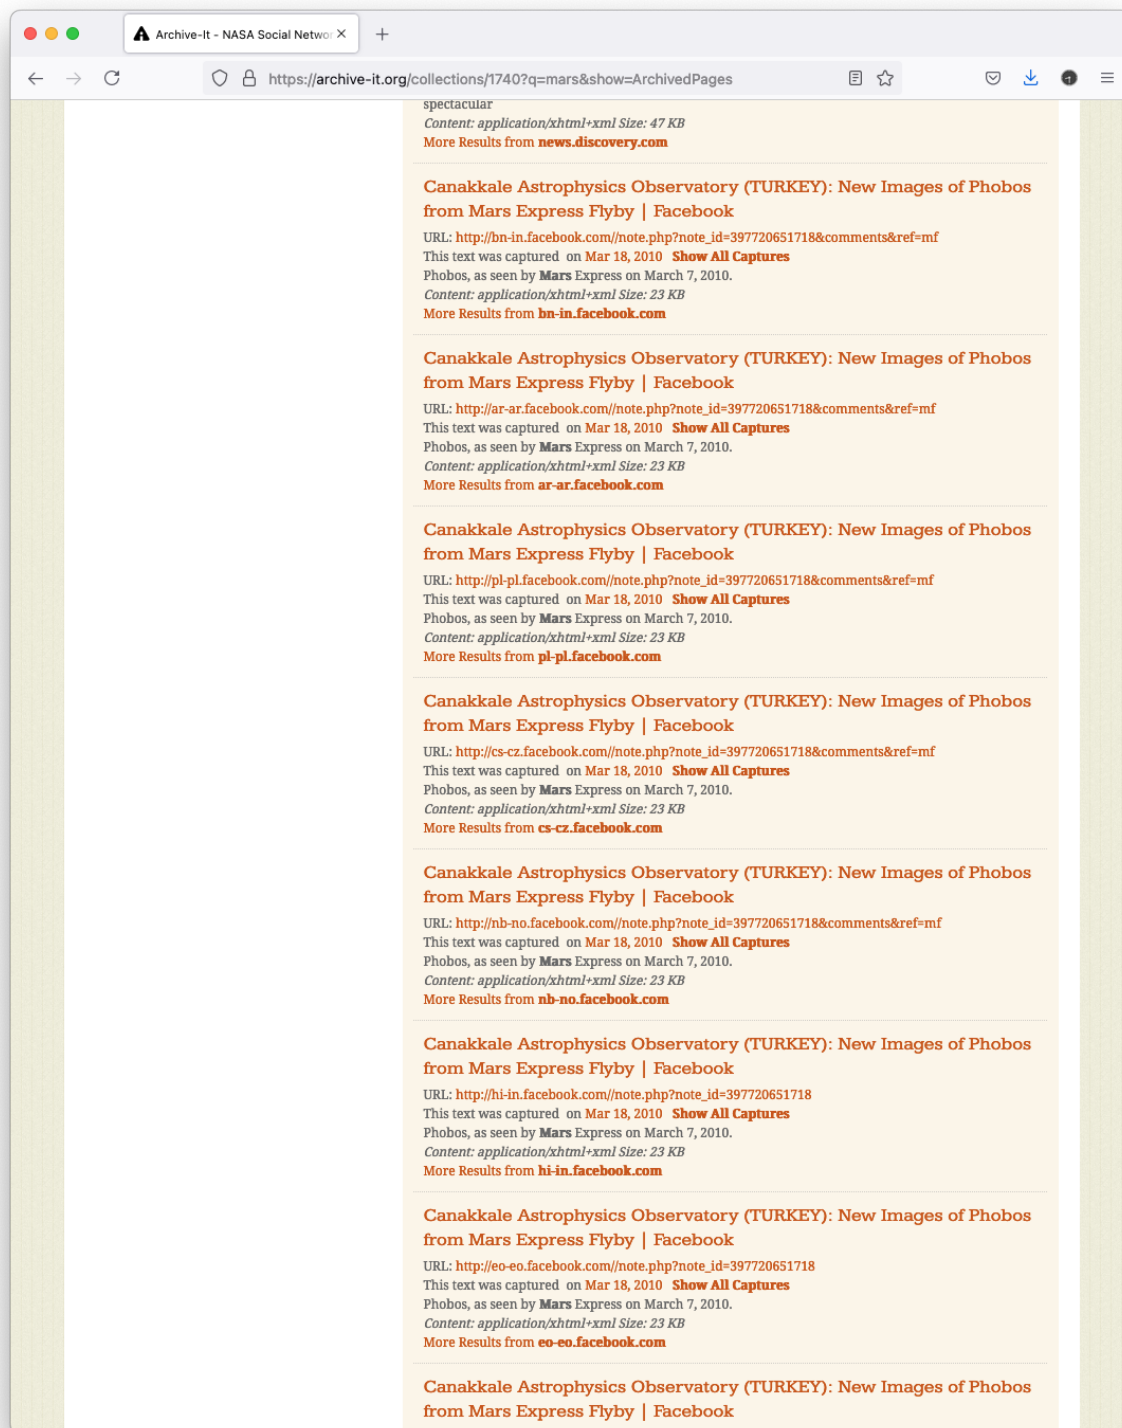 Archive-It - NASA Social Networ
https://archive-it.org/collections/1740?q=mars&show=ArchivedPages
spectacular
Content: application/xhtml+xml Size: 47 KB
More Results from news.discovery.com
Canakkale Astrophysics Observatory (TURKEY): New Images of Phobos
from Mars Express Flyby | Facebook
URL: http://bn-in.facebook.com//note.php?note_id=397720651718&comments&ref=mf
This text was captured on Mar 18, 2010 Show All Captures
Phobos, as seen by Mars Express on March 7, 2010.
Content: application/xhtml+xml Size: 23 KB
More Results from bn-in.facebook.com
Canakkale Astrophysics Observatory (TURKEY): New Images of Phobos
from Mars Express Flyby | Facebook
URL: http://ar-ar.facebook.com//note.php?note_id=397720651718&comments&ref=mf
This text was captured on Mar 18, 2010 Show All Captures
Phobos, as seen by Mars Express on March 7, 2010.
Content: application/xhtml+xml Size: 23 KB
More Results from ar-ar.facebook.com
Canakkale Astrophysics Observatory (TURKEY): New Images of Phobos
from Mars Express Flyby | Facebook
URL: http://pl-pl.facebook.com//note.php?note_id=397720651718&comments&ref=mf
This text was captured on Mar 18, 2010 Show All Captures
Phobos, as seen by Mars Express on March 7, 2010.
Content: application/xhtml+xml Size: 23 KB
More Results from pl-pl.facebook.com
Canakkale Astrophysics Observatory (TURKEY): New Images of Phobos
from Mars Express Flyby | Facebook
URL: http://cs-cz.facebook.com//note.php?note_id=397720651718&comments&ref=mf
This text was captured on Mar 18, 2010 Show All Captures
Phobos, as seen by Mars Express on March 7, 2010.
Content: application/xhtml+xml Size: 23 KB
More Results from cs-cz.facebook.com
Canakkale Astrophysics Observatory (TURKEY): New Images of Phobos
from Mars Express Flyby | Facebook
URL: http://nb-no.facebook.com//note.php?note_id=397720651718&comments&ref=mf
This text was captured on Mar 18, 2010 Show All Captures
Phobos, as seen by Mars Express on March 7, 2010.
Content: application/xhtml+xml Size: 23 KB
More Results from nb-no.facebook.com
Canakkale Astrophysics Observatory (TURKEY): New Images of Phobos
from Mars Express Flyby | Facebook
URL: http://hi-in.facebook.com//note.php?note_id=397720651718
This text was captured on Mar 18, 2010 Show All Captures
Phobos, as seen by Mars Express on March 7, 2010.
Content: application/xhtml+xml Size: 23 KB
More Results from hi-in.facebook.com
Canakkale Astrophysics Observatory (TURKEY): New Images of Phobos
from Mars Express Flyby | Facebook
URL: http://eo-eo.facebook.com//note.php?note_id=397720651718
This text was captured on Mar 18, 2010 Show All Captures
Phobos, as seen by Mars Express on March 7, 2010.
Content: application/xhtml+xml Size: 23 KB
More Results from eo-eo.facebook.com
Canakkale Astrophysics Observatory (TURKEY): New Images of Phobos
from Mars Express Flyby | Facebook